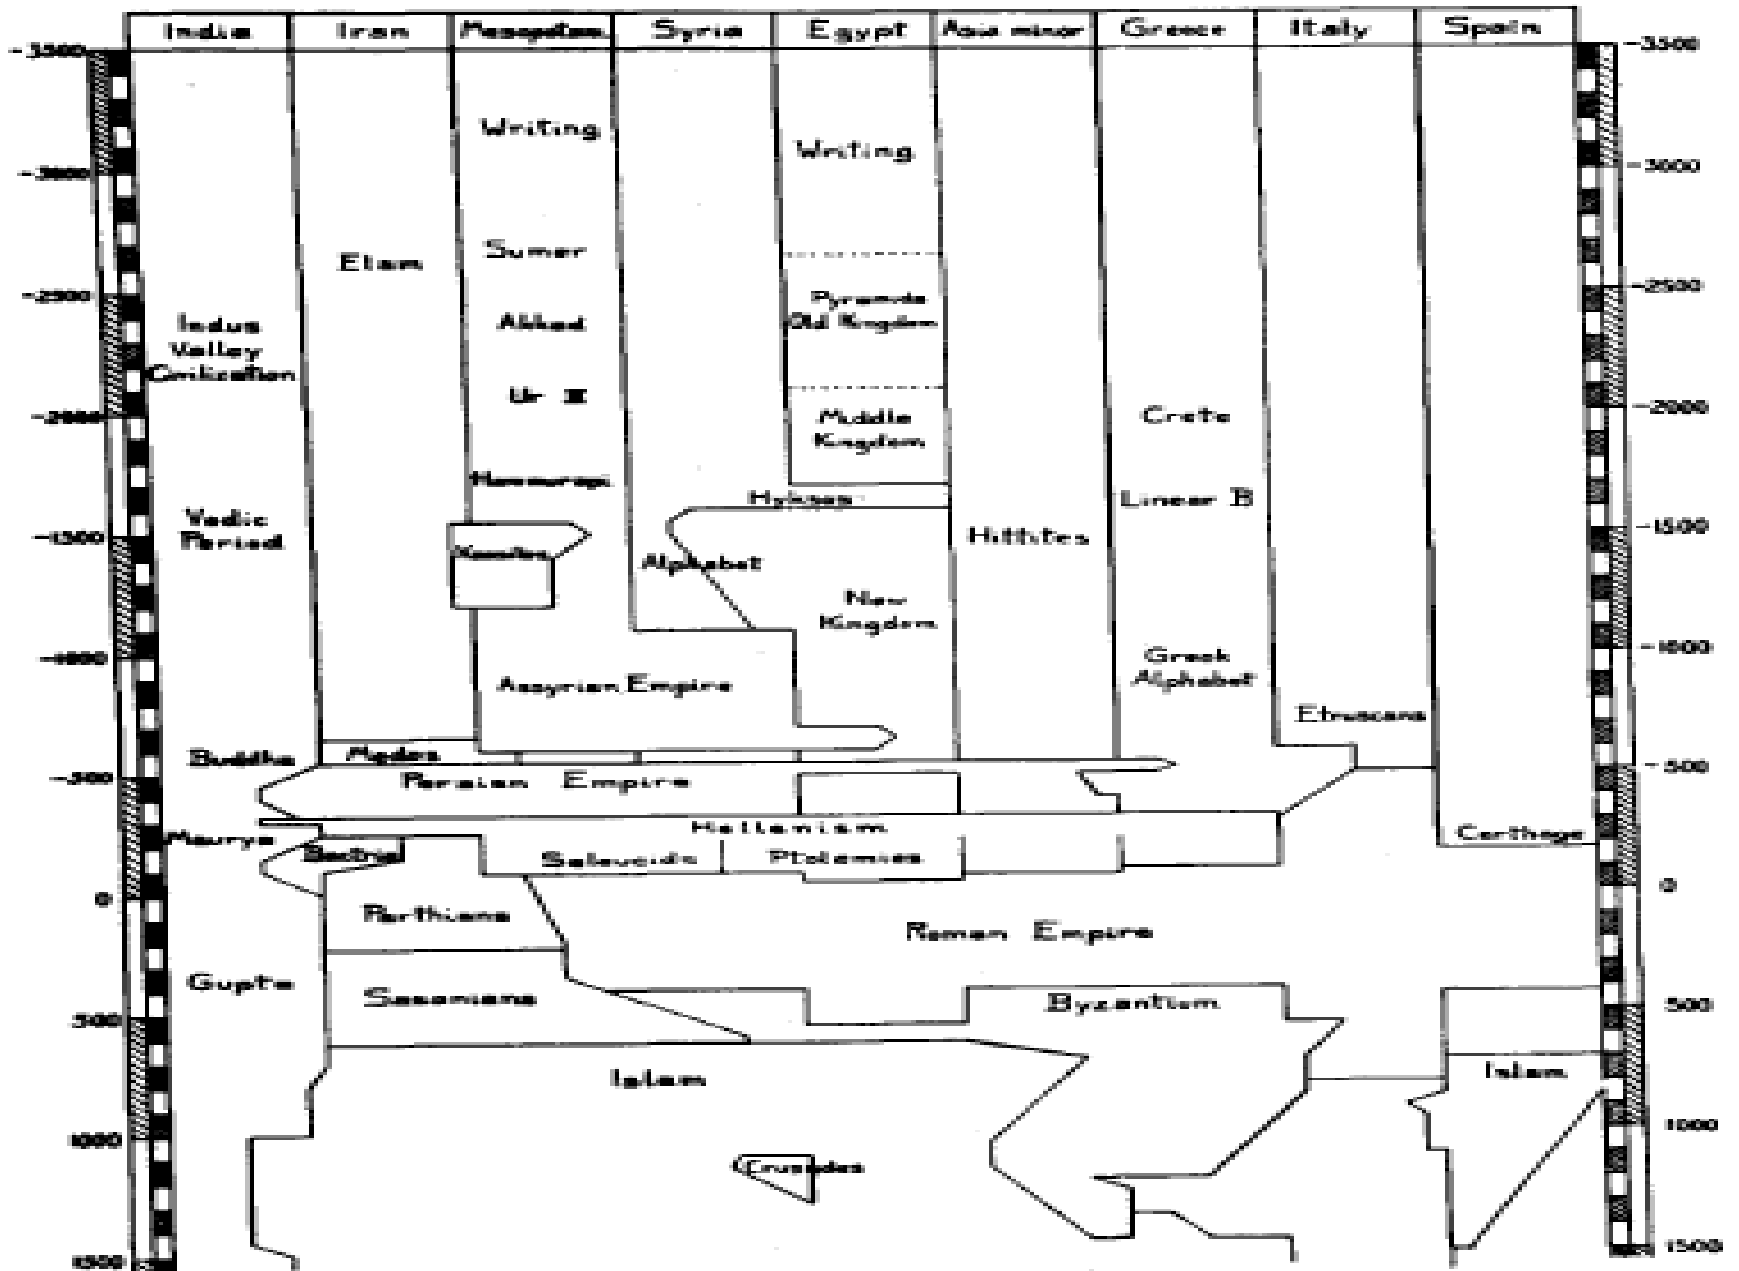 India Iran Mesopotam. Syria Egypt Asia minor Greece Italy Spain
-3500 -3500
Writing
Writing
-3000 -3000
Sumer
Elam
-2500 -2500
Pyramids
Indus Akkad Old Kingdom
Valley
Civilization
Ur III
-2000 Middle Crete -2000
Kingdom
Hammurapi
Hyksos Linear B
Vedic
Period Hittites
-1500 -1500
Kassites Alphabet
New
Kingdom
-1000 Greek -1000
Alphabet
Assyrian Empire
Etruscans
Buddha Medes
-500 Persian Empire -500
Maurya Hellenism Carthage
Bactria Seleucids Ptolemies
0 0
Parthians Roman Empire
Gupta Sasanians Byzantium
500 500
Islam Islam
1000 1000
Crusades
1500 1500